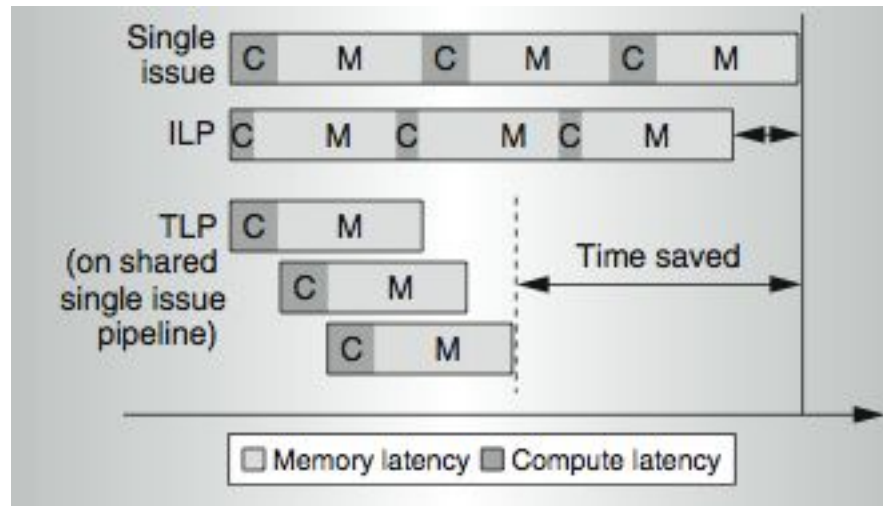 Single
issue
C M C M C M
ILP
C M C M C M
TLP
(on shared
single issue
pipeline)
C M
C M
C M
Time saved
Memory latency Compute latency